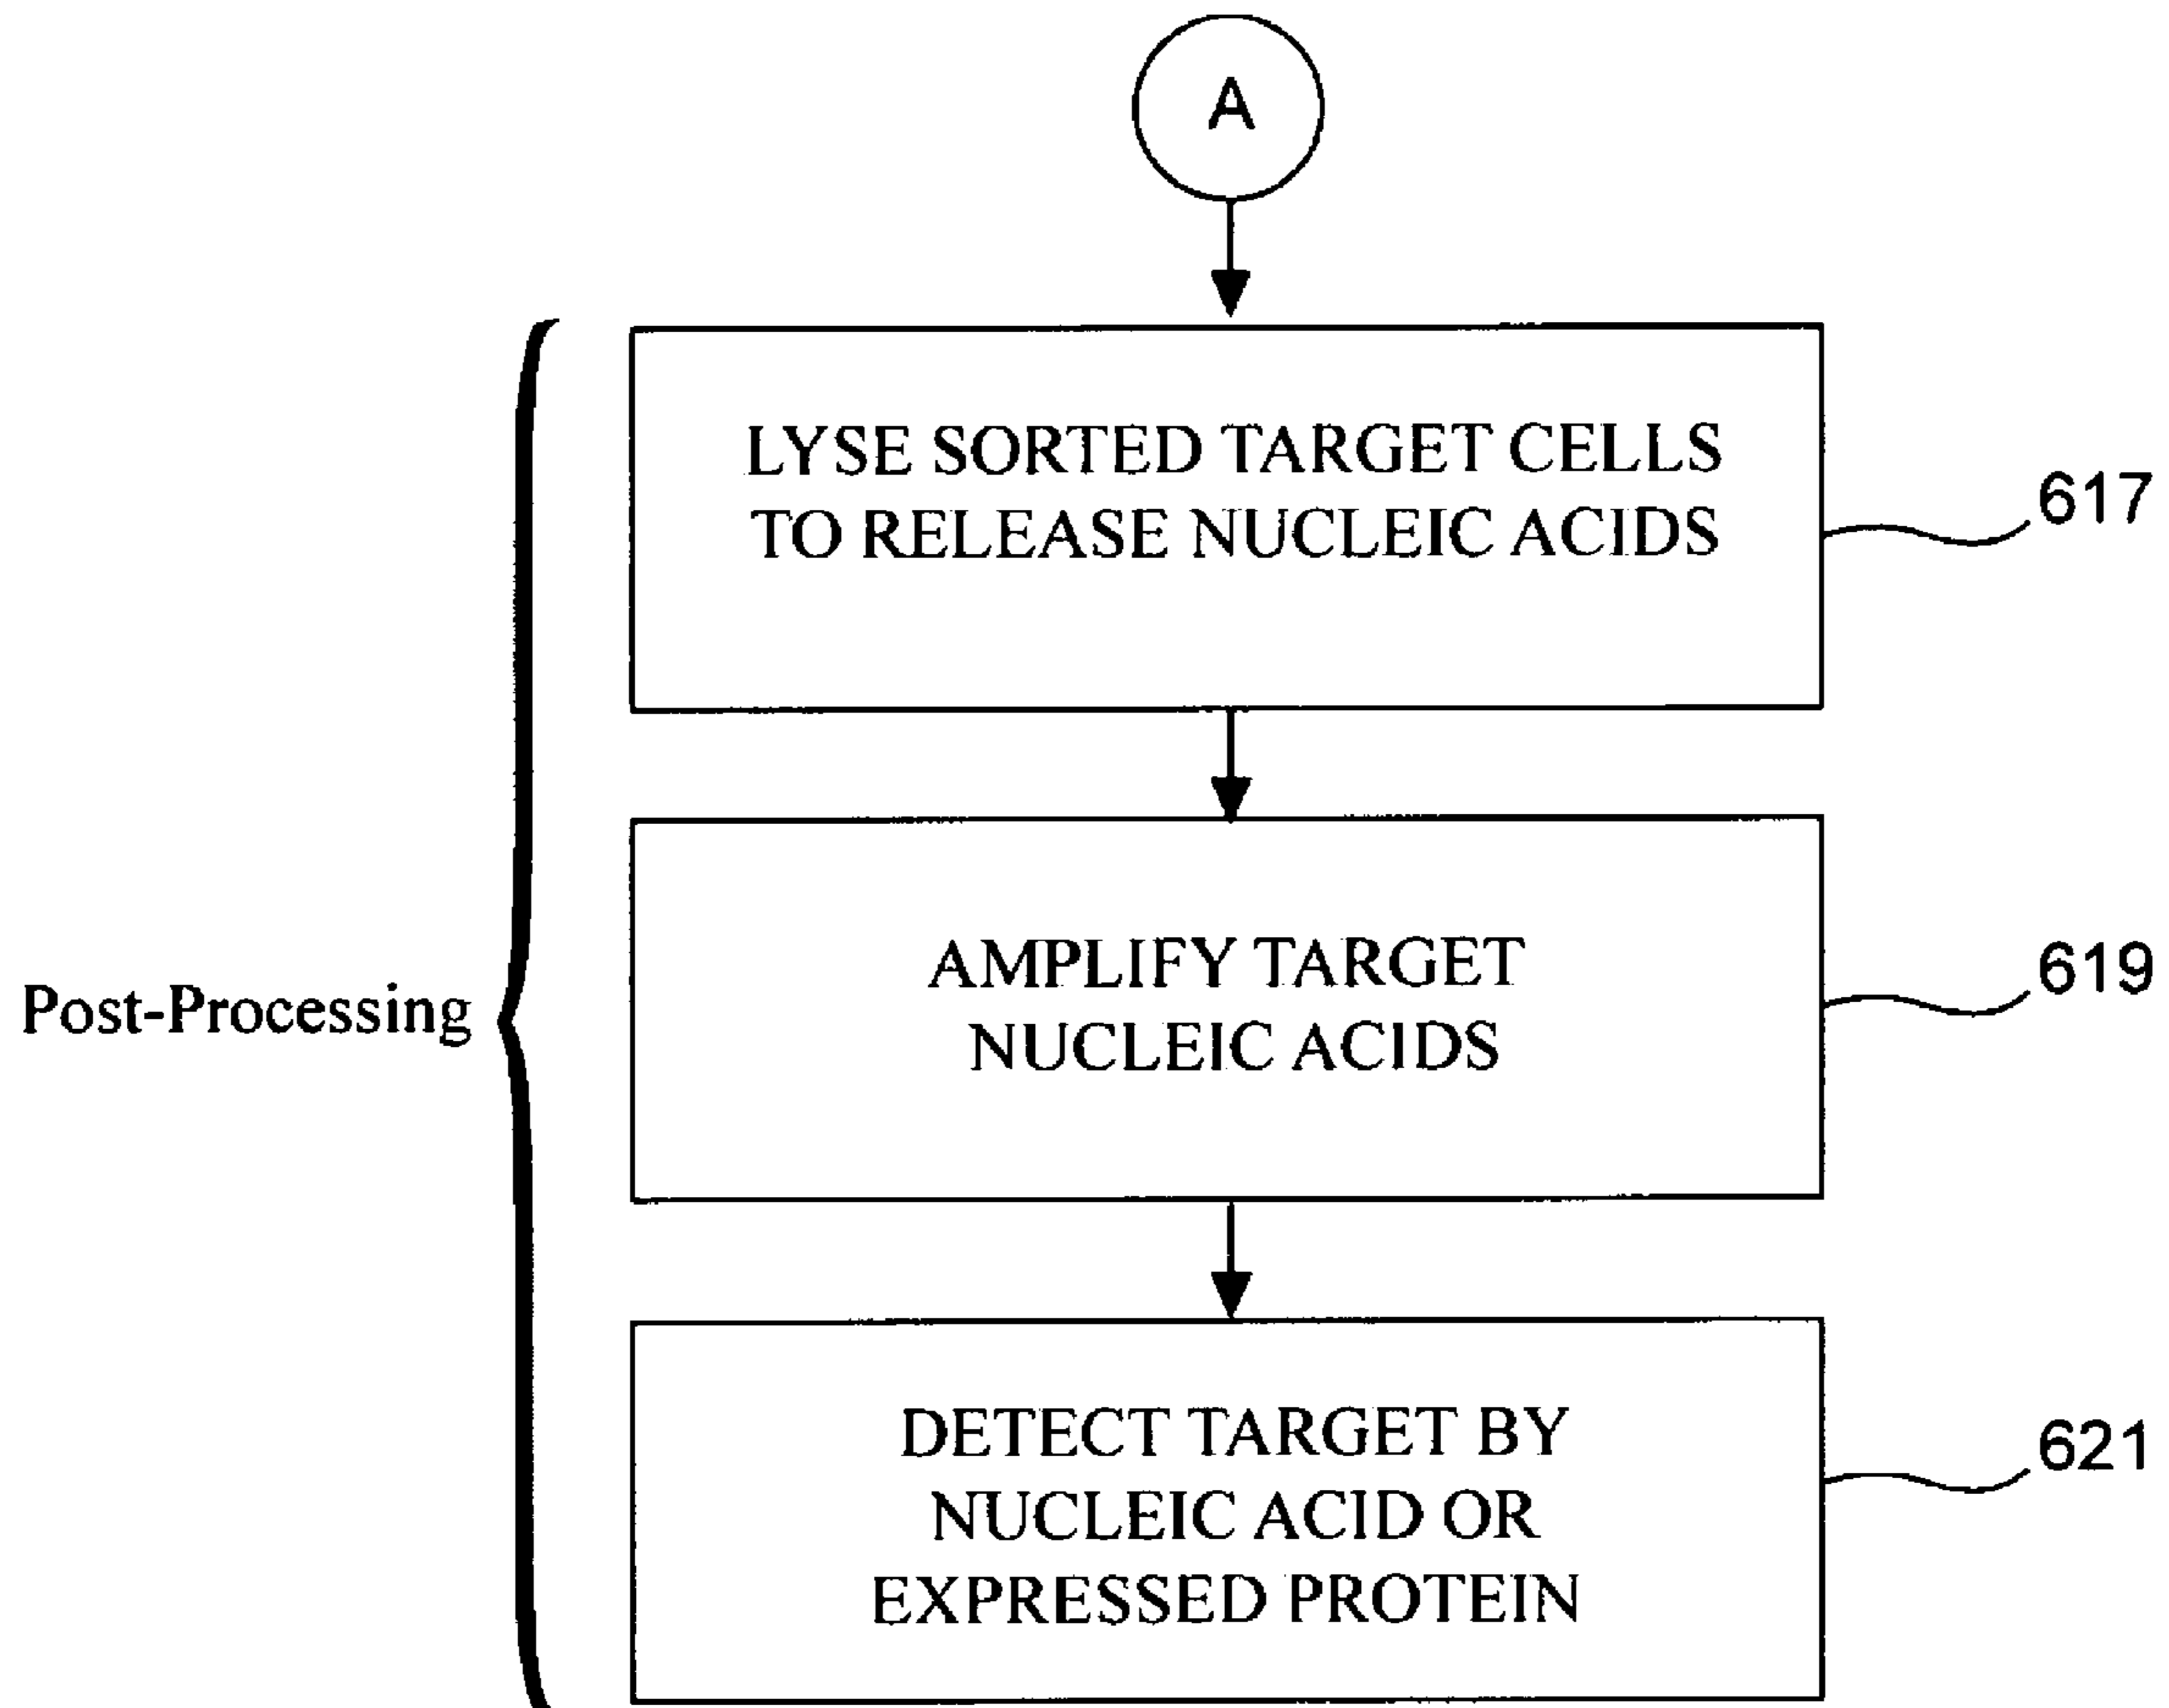 A
LYSE SORTED TARGET CELLS
TO RELEASE NUCLEIC ACIDS
617
Post-Processing
AMPLIFY TARGET
NUCLEIC ACIDS
619
DETECT TARGET BY
NUCLEIC ACID OR
EXPRESSED PROTEIN
621